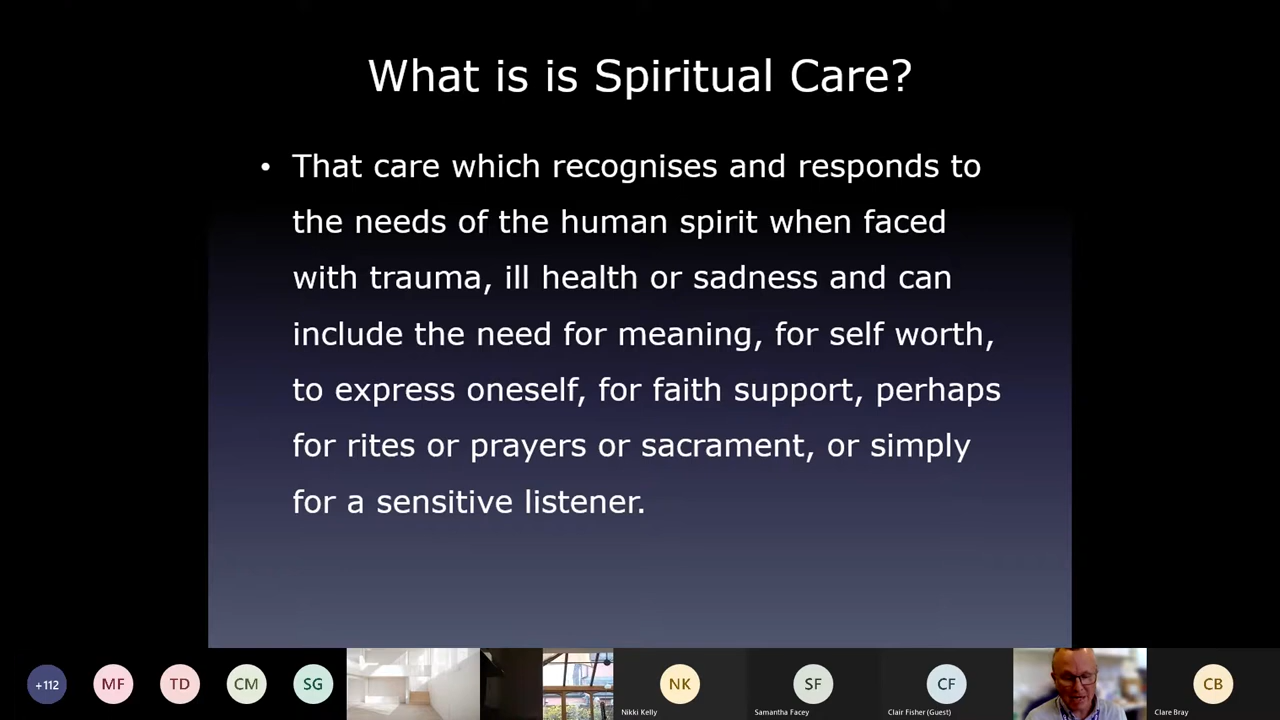 What is is Spiritual Care?
• That care which recognises and responds to
the needs of the human spirit when faced
with trauma, ill health or sadness and can
include the need for meaning, for self worth,
to express oneself, for faith support, perhaps
for rites or prayers or sacrament, or simply
for a sensitive listener.
+112
MF
TD
CM
SG
NK
Nikki Kelly
SF
Samantha Facey
CF
Clair Fisher (Guest)
CB
Clare Bray